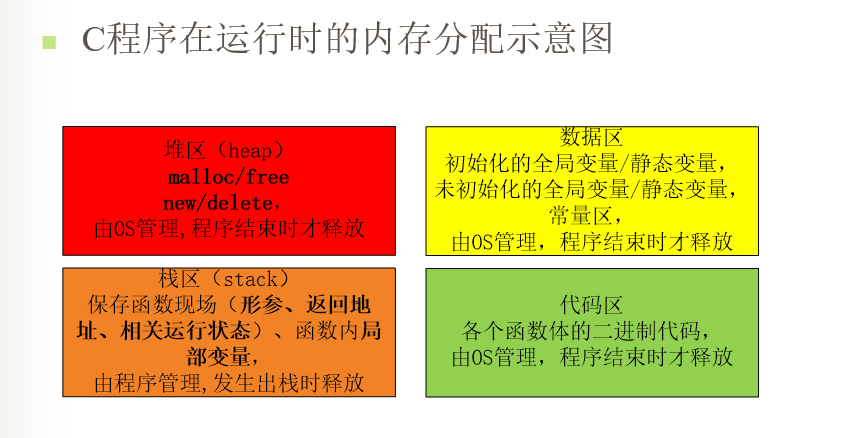 C程序在运行时的内存分配示意图
堆区（heap）
malloc/free
new/delete，
由OS管理,程序结束时才释放
数据区
初始化的全局变量/静态变量，
未初始化的全局变量/静态变量，
常量区，
由OS管理，程序结束时才释放
栈区（stack）
保存函数现场（形参、返回地
址、相关运行状态）、函数内局
部变量，
由程序管理,发生出栈时释放
代码区
各个函数体的二进制代码，
由OS管理，程序结束时才释放